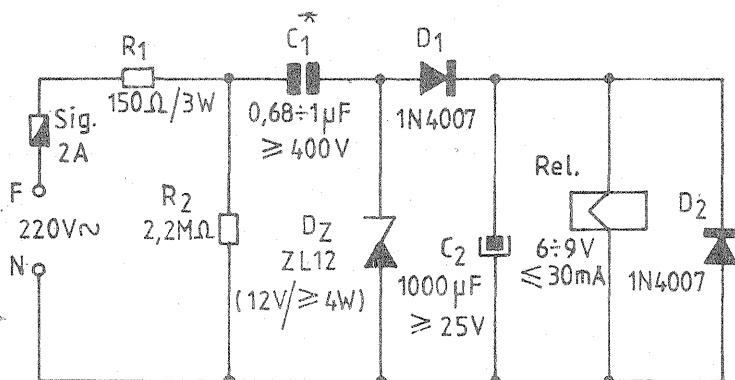 R1
150Ω/3W
C1*
0,68÷1µF
≥ 400V
D1
1N4007
Sig.
2A
F
220V~
N
R2
2,2MΩ
DZ
ZL12
(12V/≥ 4W)
C2
1000µF
≥ 25V
Rel.
6÷9V
≤ 30mA
D2
1N4007